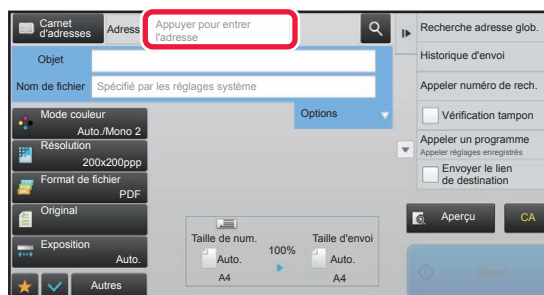 Carnet
d'adresses
Adress
Appuyer pour entrer
l'adresse
Objet
Nom de fichier
Spécifié par les réglages système
Options
Mode couleur
Auto./Mono 2
Résolution
200x200ppp
Format de fichier
PDF
Original
Exposition
Auto.
Autres
Taille de num.
Auto.
A4
100%
Taille d'envoi
Auto.
A4
Recherche adresse glob.
Historique d'envoi
Appeler numéro de rech.
Vérification tampon
Appeler un programme
Appeler réglages enregistrés
Envoyer le lien
de destination
Aperçu
CA
Départ